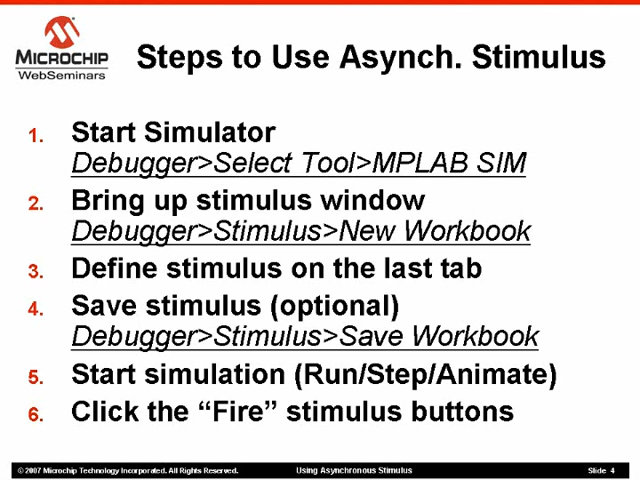 MICROCHIP
WebSeminars
Steps to Use Asynch. Stimulus
1. Start Simulator
Debugger>Select Tool>MPLAB SIM
2. Bring up stimulus window
Debugger>Stimulus>New Workbook
3. Define stimulus on the last tab
4. Save stimulus (optional)
Debugger>Stimulus>Save Workbook
5. Start simulation (Run/Step/Animate)
6. Click the “Fire” stimulus buttons
© 2007 Microchip Technology Incorporated. All Rights Reserved. Using Asynchronous Stimulus Slide 4